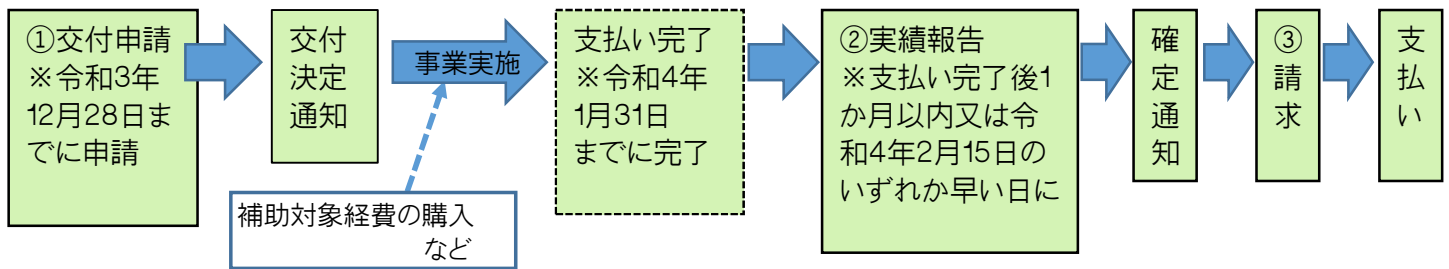 ①交付申請
※令和3年
12月28日ま
でに申請
交付
決定
通知
事業実施
補助対象経費の購入
など
支払い完了
※令和4年
1月31日
までに完了
②実績報告
※支払い完了後1
か月以内又は令
和4年2月15日の
いずれか早い日に
確
定
通
知
③
請
求
支
払
い